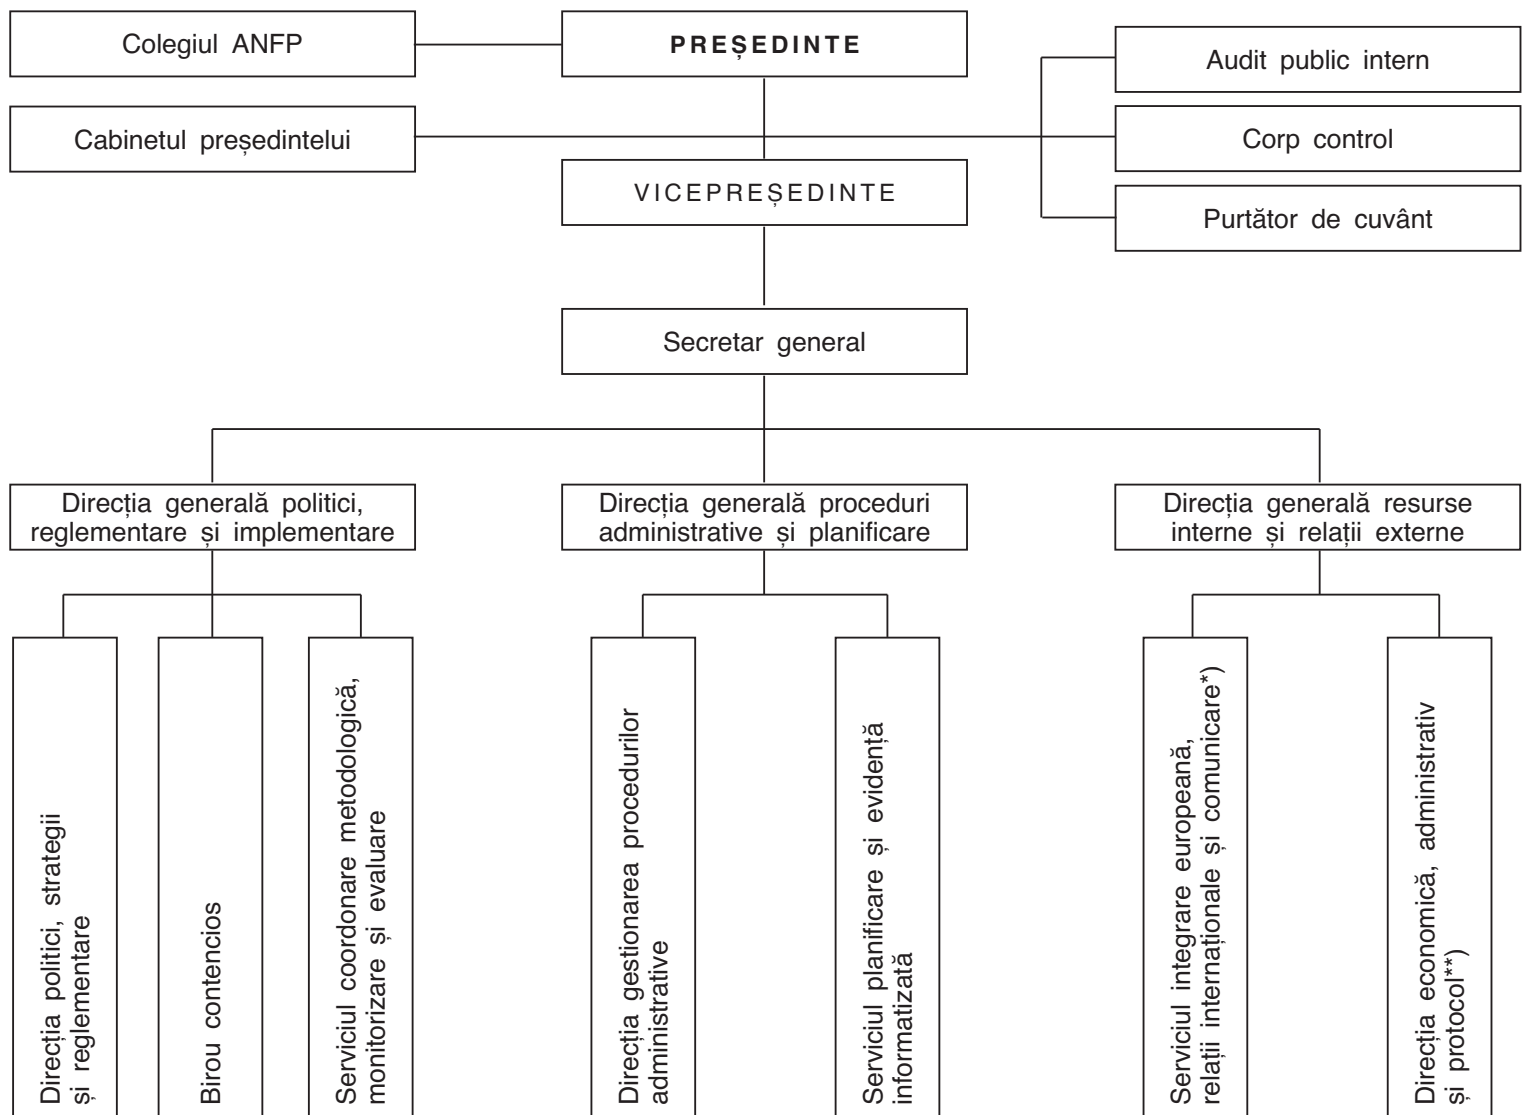 Colegiul ANFP
PREȘEDINTE
Audit public intern
Cabinetul președintelui
Corp control
VICEPREȘEDINTE
Purtător de cuvânt
Secretar general
Direcția generală politici,
reglementare și implementare
Direcția generală proceduri
administrative și planificare
Direcția generală resurse
interne și relații externe
Direcția politici, strategii
și reglementare
Birou contencios
Serviciul coordonare metodologică,
monitorizare și evaluare
Direcția gestionarea procedurilor
administrative
Serviciul planificare și evidență
informatizată
Serviciul integrare europeană,
relații internaționale și comunicare*)
Direcția economică, administrativ
și protocol**)